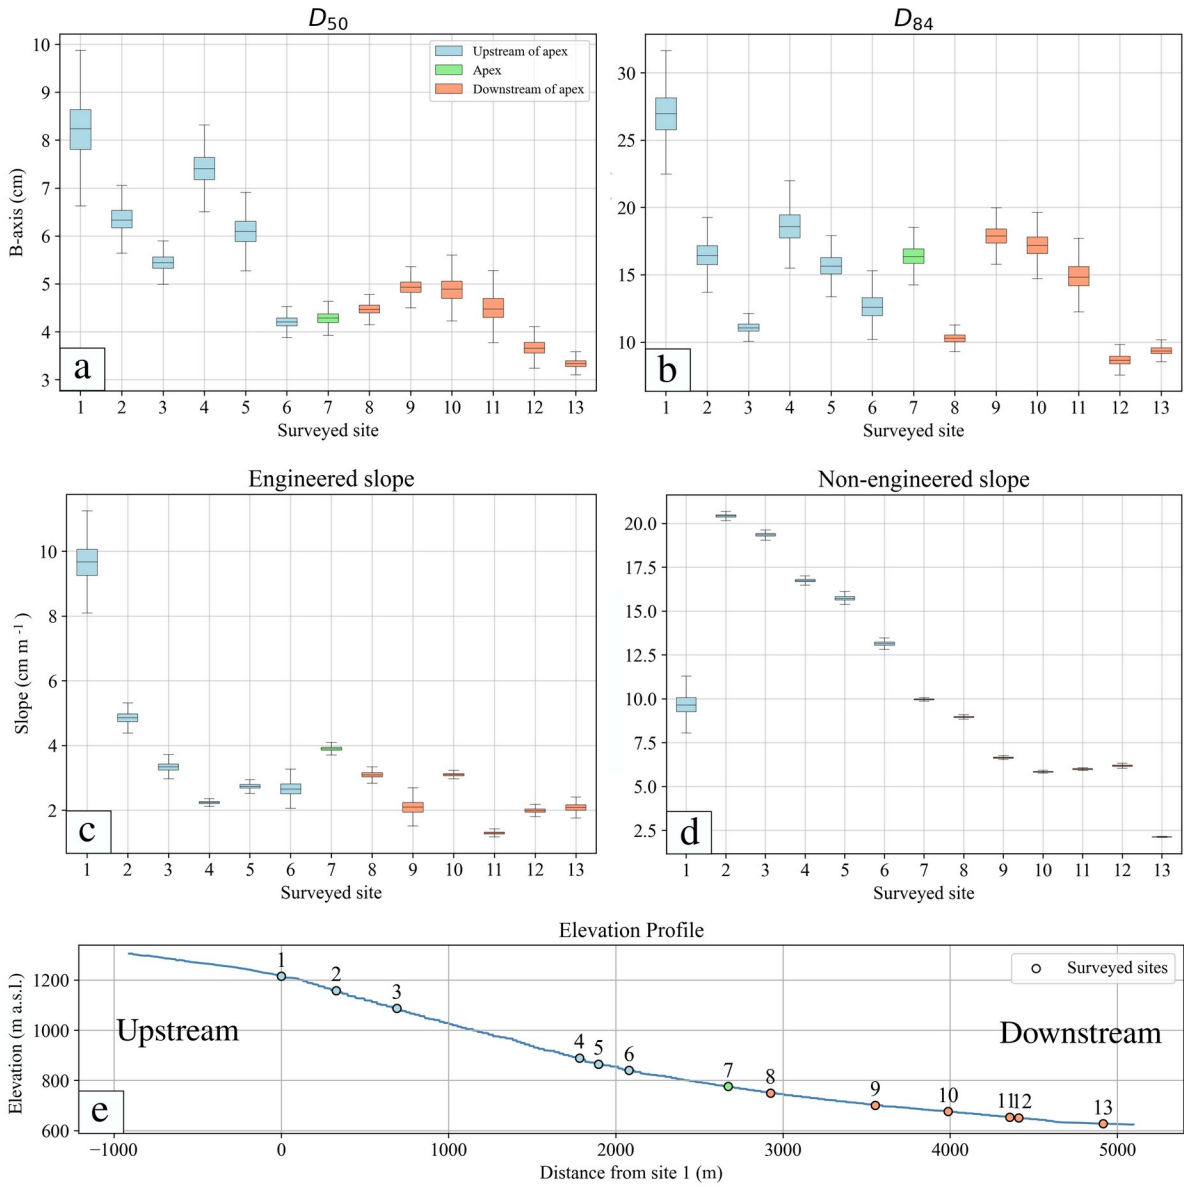 D50
D84
10
9
8
7
6
5
4
3
B-axis (cm)
Upstream of apex
Apex
Downstream of apex
a
1 2 3 4 5 6 7 8 9 10 11 12 13
Surveyed site
30
25
20
15
10
b
1 2 3 4 5 6 7 8 9 10 11 12 13
Surveyed site
Engineered slope
Non-engineered slope
10
8
6
4
2
Slope (cm m⁻¹)
c
1 2 3 4 5 6 7 8 9 10 11 12 13
Surveyed site
20.0
17.5
15.0
12.5
10.0
7.5
5.0
2.5
d
1 2 3 4 5 6 7 8 9 10 11 12 13
Surveyed site
Elevation Profile
1200
1000
800
600
Elevation (m a.s.l.)
Surveyed sites
1 2 3 4 5 6 7 8 9 10 11 12 13
Upstream
Downstream
e
−1000 0 1000 2000 3000 4000 5000
Distance from site 1 (m)